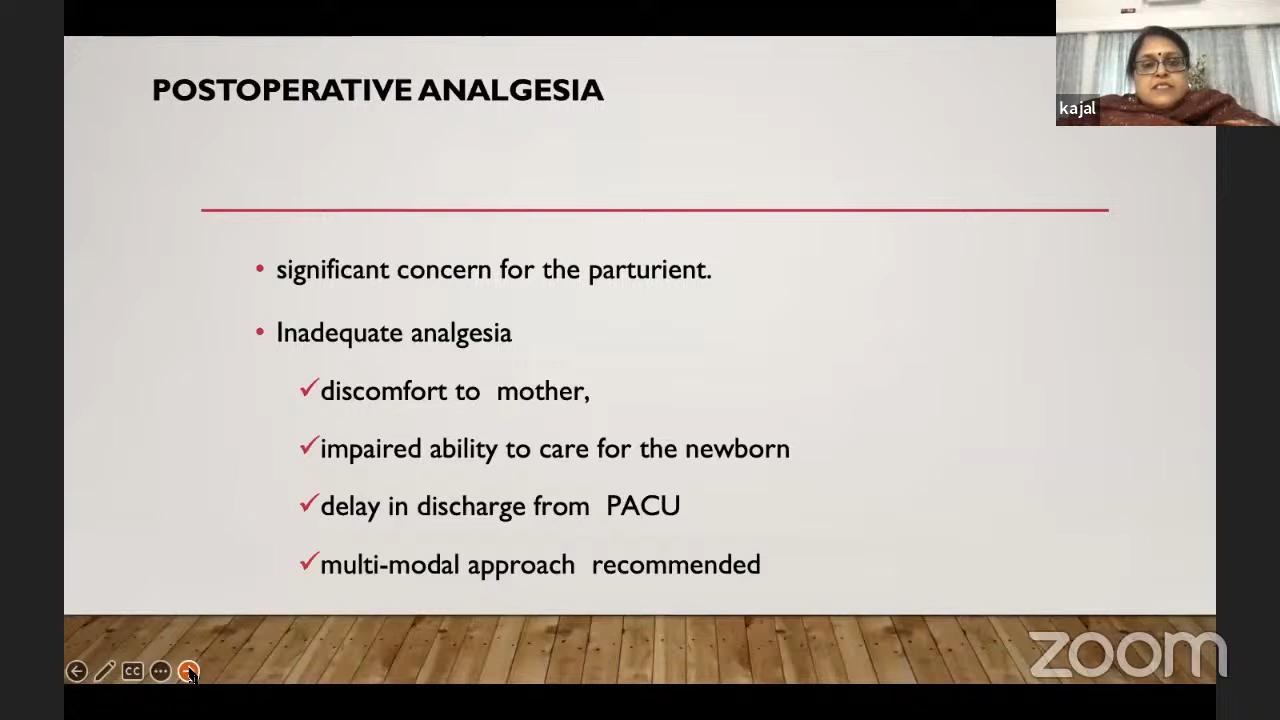 POSTOPERATIVE ANALGESIA
kajal
• significant concern for the parturient.
• Inadequate analgesia
✓discomfort to mother,
✓impaired ability to care for the newborn
✓delay in discharge from PACU
✓multi-modal approach recommended
CC
zoom